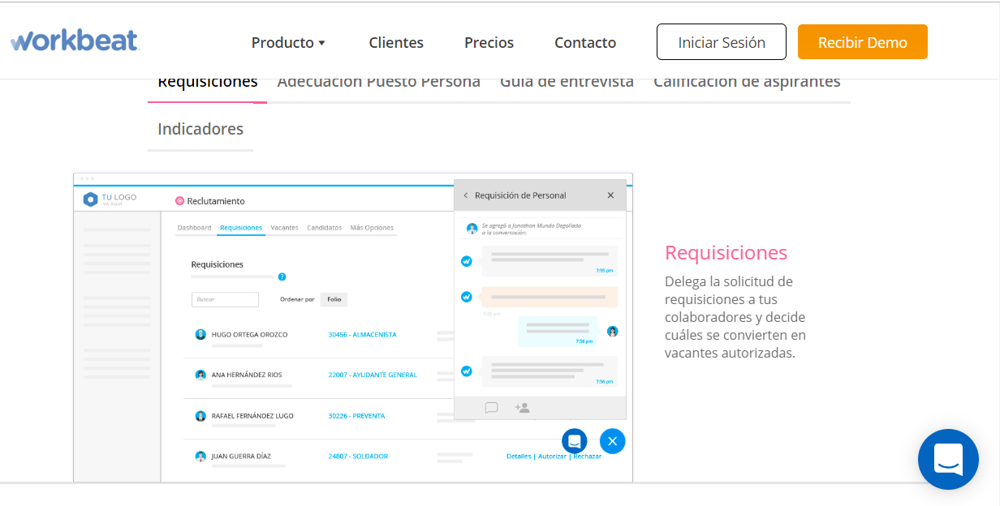 workbeat
Producto
Clientes
Precios
Contacto
Iniciar Sesión
Recibir Demo
Requisiciones
Adecuación Puesto Persona
Guía de entrevista
Calificación de aspirantes
Indicadores
TU LOGO
VA AQUÍ
Reclutamiento
Dashboard
Requisiciones
Vacantes
Candidatos
Más Opciones
Requisiciones
?
Buscar
Ordenar por
Folio
HUGO ORTEGA OROZCO
30456 - ALMACENISTA
ANA HERNÁNDEZ RIOS
22007 - AYUDANTE GENERAL
RAFAEL FERNÁNDEZ LUGO
30226 - PREVENTA
JUAN GUERRA DÍAZ
24807 - SOLDADOR
Detalles | Autorizar | Rechazar
Requisición de Personal
Se agregó a Jonathan Mundo Degollado
a la conversación.
7:55 pm
7:55 pm
7:56 pm
7:56 pm
Requisiciones
Delega la solicitud de
requisiciones a tus
colaboradores y decide
cuáles se convierten en
vacantes autorizadas.